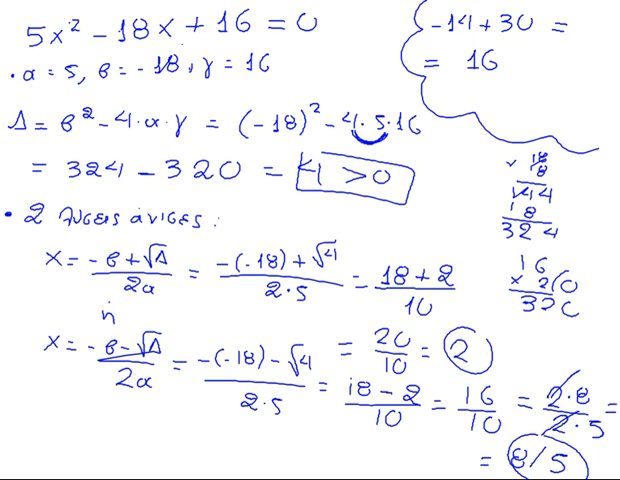 5x² - 18x + 16 = 0
-14 + 30 =
= 16
• α = 5, β = -18, γ = 16
Δ = β² - 4·α·γ = (-18)² - 4·5·16
= 324 - 320 = 4 > 0
× 18
18
144
18
324
16
× 20
320
• 2 λύσεις άνισες:
x = (-β + √Δ)/2α = (-(-18) + √4)/(2·5) = (18 + 2)/10
= 20/10 = 2
ή
x = (-β - √Δ)/2α = (-(-18) - √4)/(2·5) = (18 - 2)/10 = 16/10 = (2·8)/(2·5) =
= 8/5